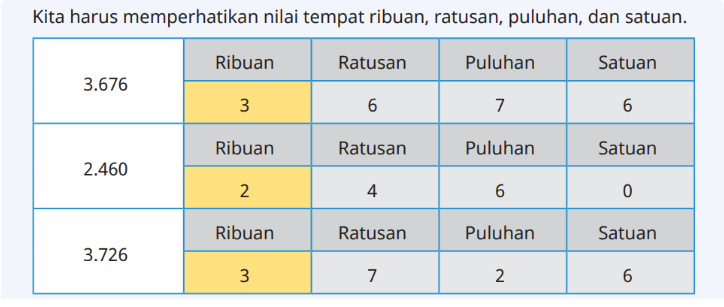 Kita harus memperhatikan nilai tempat ribuan, ratusan, puluhan, dan satuan.
3.676
Ribuan Ratusan Puluhan Satuan
3 6 7 6
2.460
Ribuan Ratusan Puluhan Satuan
2 4 6 0
3.726
Ribuan Ratusan Puluhan Satuan
3 7 2 6